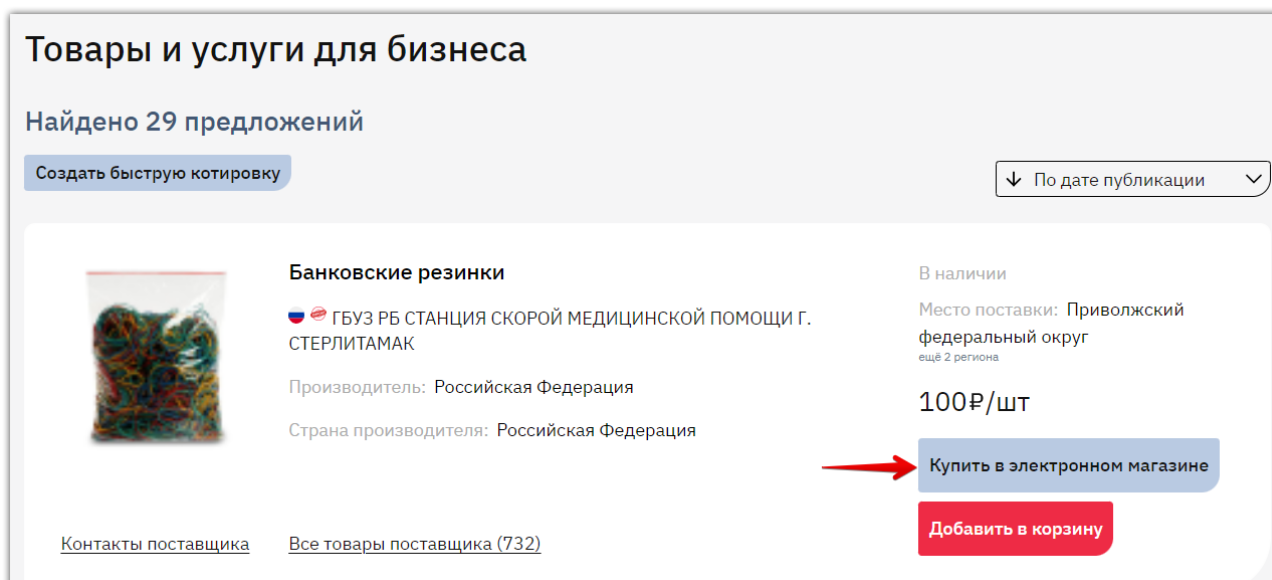 Товары и услуги для бизнеса
Найдено 29 предложений
Создать быструю котировку
По дате публикации
Банковские резинки
ГБУЗ РБ СТАНЦИЯ СКОРОЙ МЕДИЦИНСКОЙ ПОМОЩИ Г.
СТЕРЛИТАМАК
Производитель: Российская Федерация
Страна производителя: Российская Федерация
Контакты поставщика
Все товары поставщика (732)
В наличии
Место поставки: Приволжский
федеральный округ
ещё 2 региона
100₽/шт
Купить в электронном магазине
Добавить в корзину